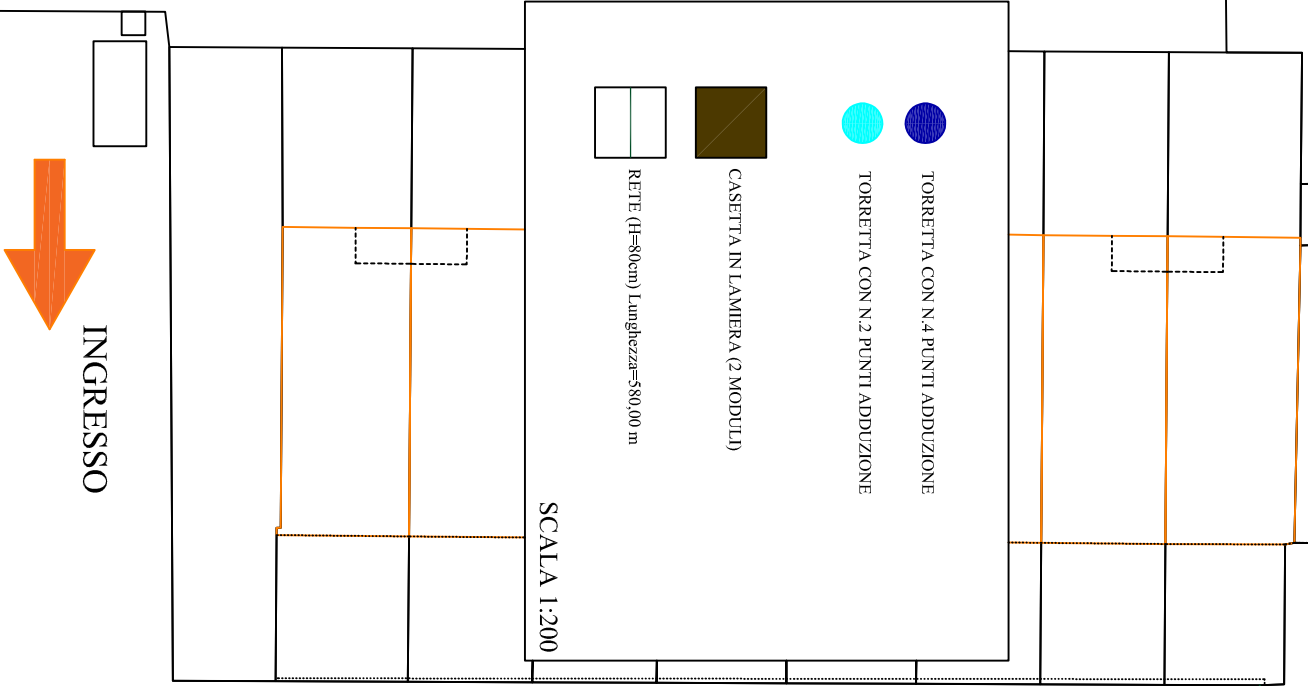 TORRETTA CON N.4 PUNTI ADDUZIONE
TORRETTA CON N.2 PUNTI ADDUZIONE
CASETTA IN LAMIERA (2 MODULI)
RETE (H=80cm) Lunghezza=580,00 m
SCALA 1:200
INGRESSO